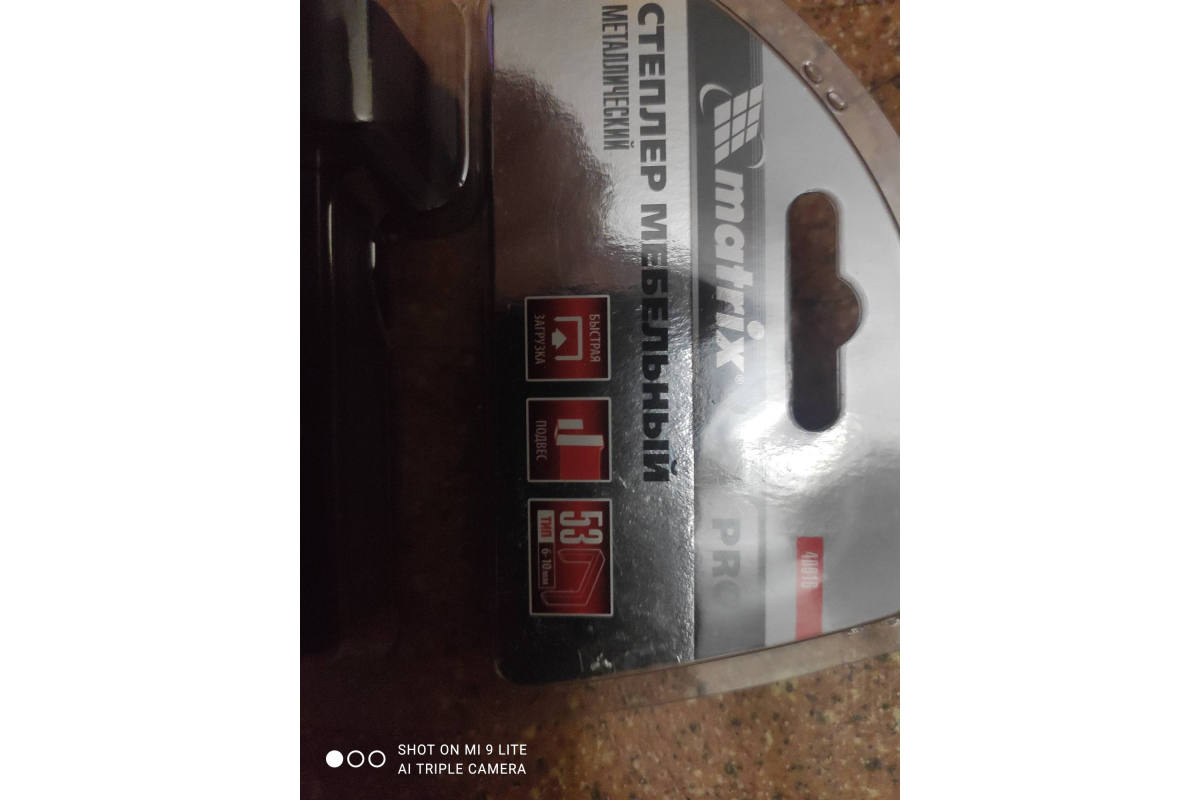 40916
matrix®
PRO
СТЕПЛЕР МЕБЕЛЬНЫЙ
МЕТАЛЛИЧЕСКИЙ
БЫСТРАЯ
ЗАГРУЗКА
ПОДВЕС
53
ТИП
6-10 мм
SHOT ON MI 9 LITE
AI TRIPLE CAMERA